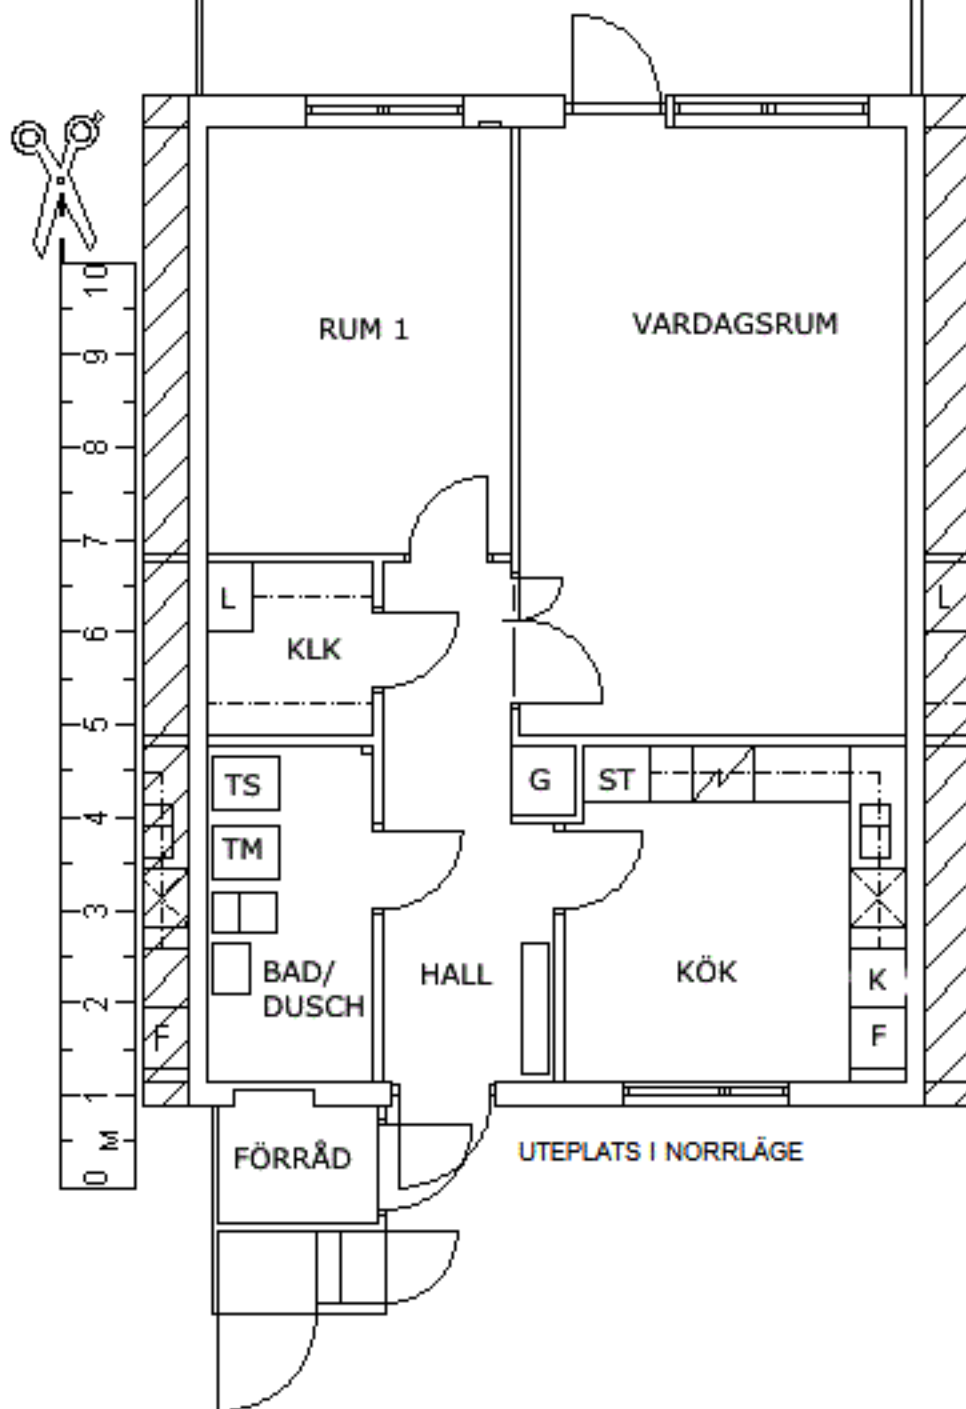 RUM 1
VARDAGSRUM
10
9
8
7
6
5
4
3
2
1
M
0
L
KLK
L
TS
TM
G
ST
BAD/
DUSCH
HALL
KÖK
K
F
F
FÖRRÅD
UTEPLATS I NORRLÄGE